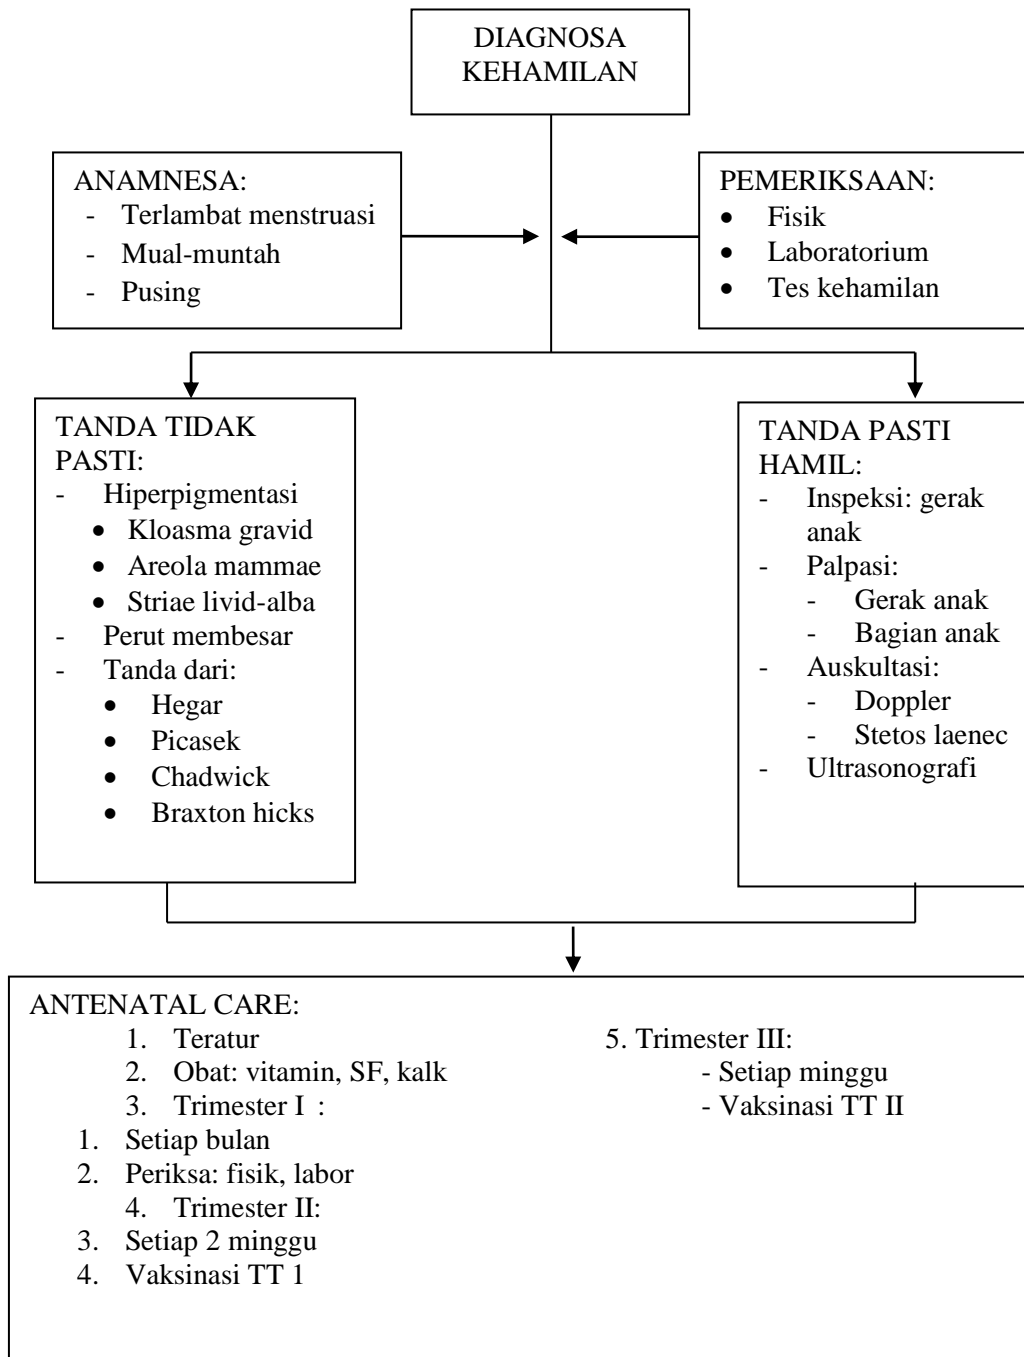 DIAGNOSA
KEHAMILAN
ANAMNESA:
- Terlambat menstruasi
- Mual-muntah
- Pusing
PEMERIKSAAN:
• Fisik
• Laboratorium
• Tes kehamilan
TANDA TIDAK
PASTI:
- Hiperpigmentasi
• Kloasma gravid
• Areola mammae
• Striae livid-alba
- Perut membesar
- Tanda dari:
• Hegar
• Picasek
• Chadwick
• Braxton hicks
TANDA PASTI
HAMIL:
- Inspeksi: gerak
anak
- Palpasi:
- Gerak anak
- Bagian anak
- Auskultasi:
- Doppler
- Stetos laenec
- Ultrasonografi
ANTENATAL CARE:
1. Teratur
2. Obat: vitamin, SF, kalk
3. Trimester I :
1. Setiap bulan
2. Periksa: fisik, labor
4. Trimester II:
3. Setiap 2 minggu
4. Vaksinasi TT 1
5. Trimester III:
- Setiap minggu
- Vaksinasi TT II